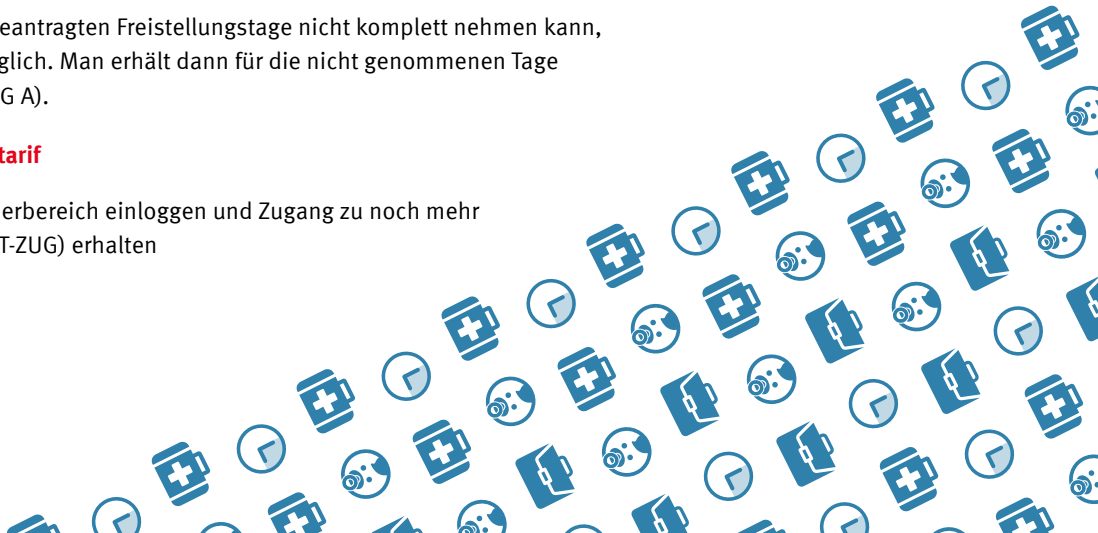 eantragten Freistellungstage nicht komplett nehmen kann,
glich. Man erhält dann für die nicht genommenen Tage
G A).
tarif
erbereich einloggen und Zugang zu noch mehr
T-ZUG) erhalten